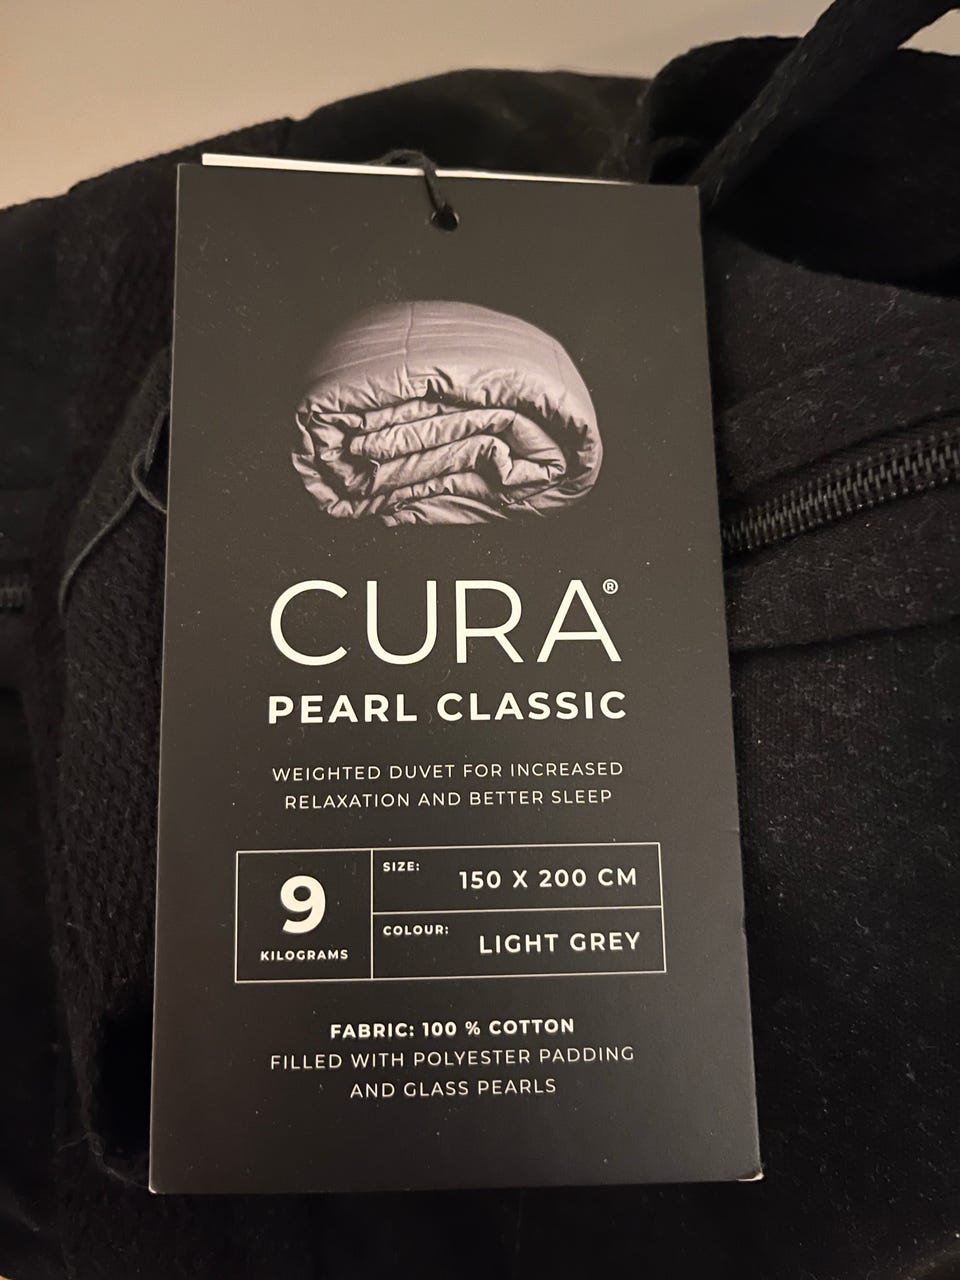 CURA®
PEARL CLASSIC
WEIGHTED DUVET FOR INCREASED
RELAXATION AND BETTER SLEEP
9
KILOGRAMS
SIZE:
150 X 200 CM
COLOUR:
LIGHT GREY
FABRIC: 100 % COTTON
FILLED WITH POLYESTER PADDING
AND GLASS PEARLS